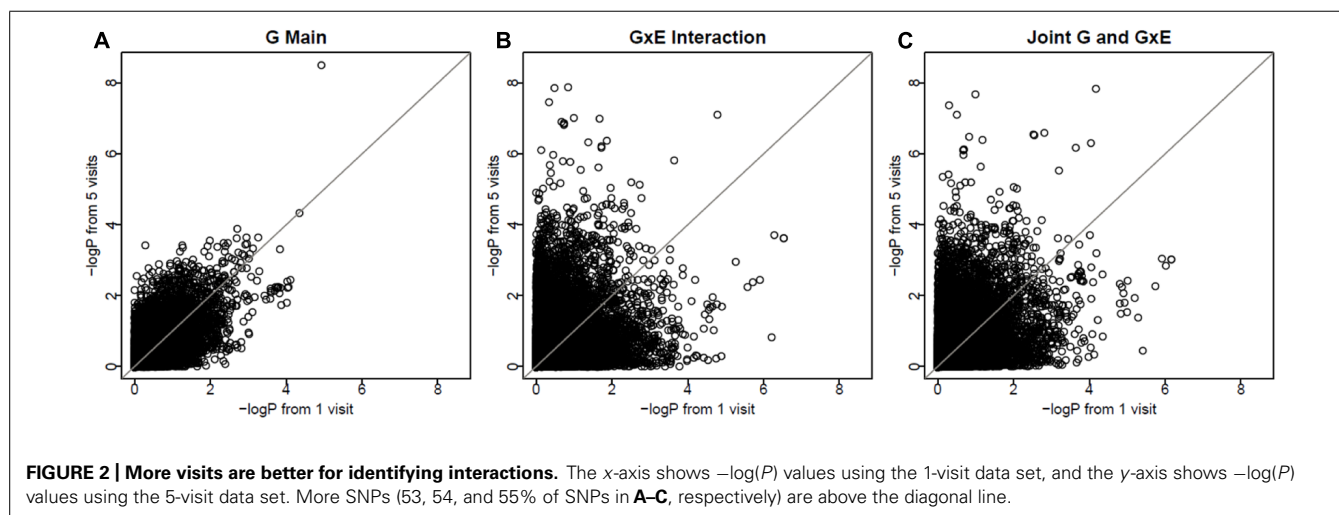 A
G Main
−logP from 5 visits
8
6
4
2
0
0 2 4 6 8
−logP from 1 visit
B
GxE Interaction
−logP from 5 visits
8
6
4
2
0
0 2 4 6 8
−logP from 1 visit
C
Joint G and GxE
−logP from 5 visits
8
6
4
2
0
0 2 4 6 8
−logP from 1 visit
FIGURE 2 | More visits are better for identifying interactions. The x-axis shows −log(P) values using the 1-visit data set, and the y-axis shows −log(P)
values using the 5-visit data set. More SNPs (53, 54, and 55% of SNPs in A–C, respectively) are above the diagonal line.